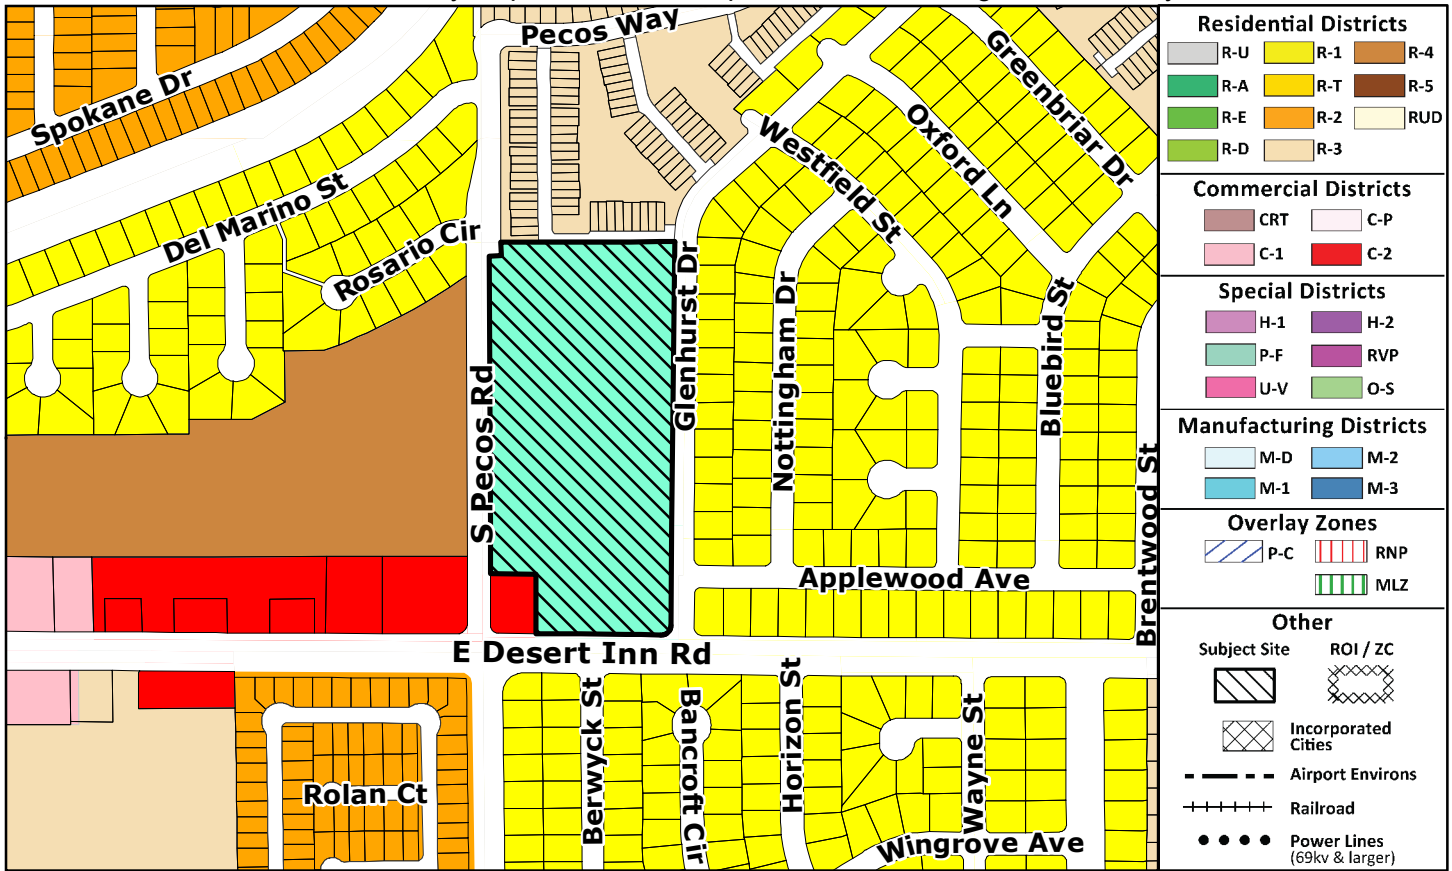 Pecos Way
Spokane Dr
Greenbriar Dr
Oxford Ln
Westfield St
Del Marino St
Rosario Cir
Glenhurst Dr
Nottingham Dr
Bluebird St
S Pecos Rd
Brentwood St
Applewood Ave
E Desert Inn Rd
Berwyck St
Bancroft Cir
Horizon St
Wayne St
Rolan Ct
Wingrove Ave
Residential Districts
R-U R-1 R-4
R-A R-T R-5
R-E R-2 RUD
R-D R-3
Commercial Districts
CRT C-P
C-1 C-2
Special Districts
H-1 H-2
P-F RVP
U-V O-S
Manufacturing Districts
M-D M-2
M-1 M-3
Overlay Zones
P-C RNP
MLZ
Other
Subject Site ROI / ZC
Incorporated
Cities
Airport Environs
Railroad
Power Lines
(69kv & larger)